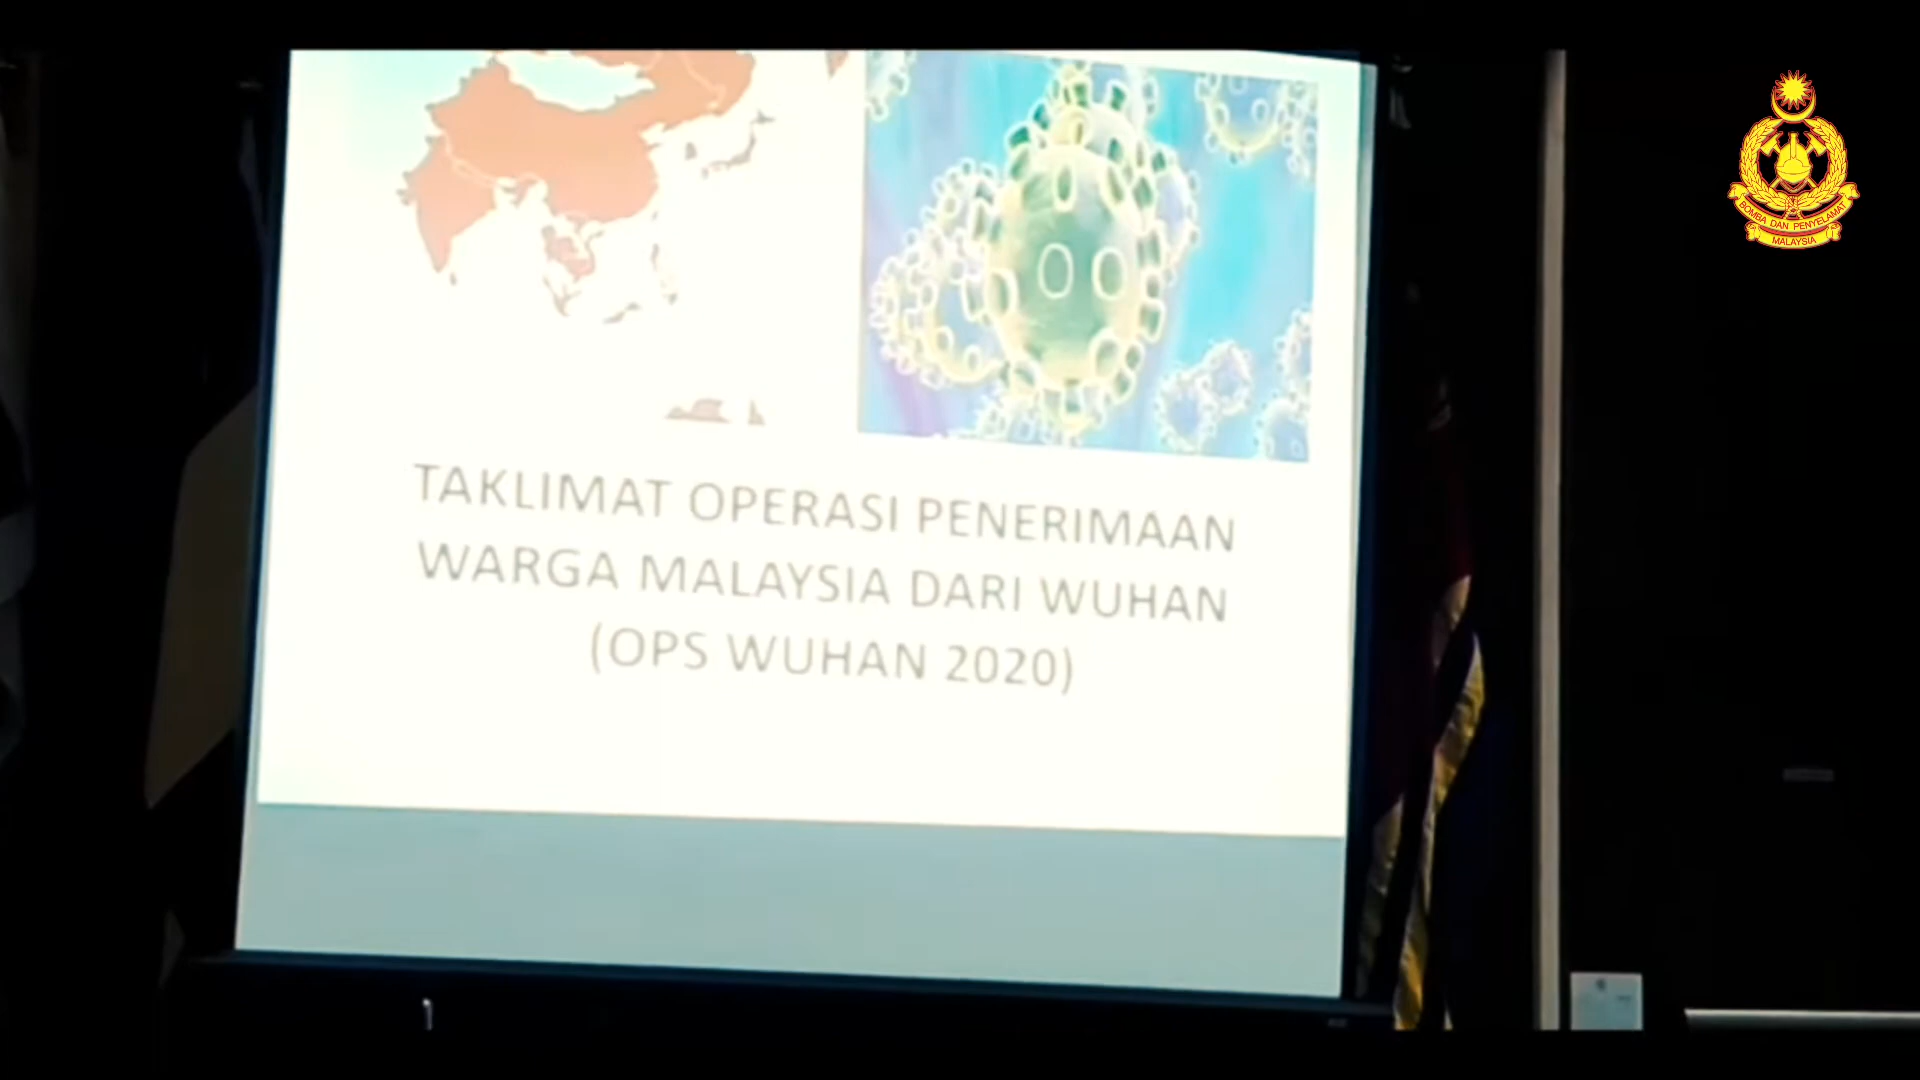 TAKLIMAT OPERASI PENERIMAAN
WARGA MALAYSIA DARI WUHAN
(OPS WUHAN 2020)
BOMBA DAN PENYELAMAT
MALAYSIA